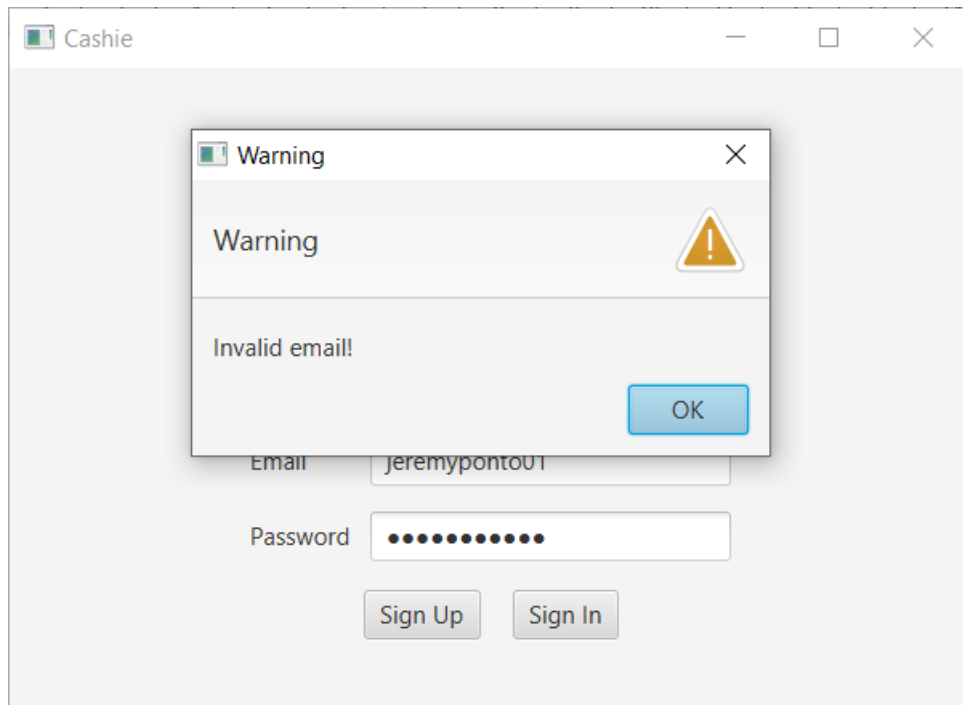 Cashie
Warning
Warning
Invalid email!
OK
Email jeremyponto01
Password
Sign Up Sign In